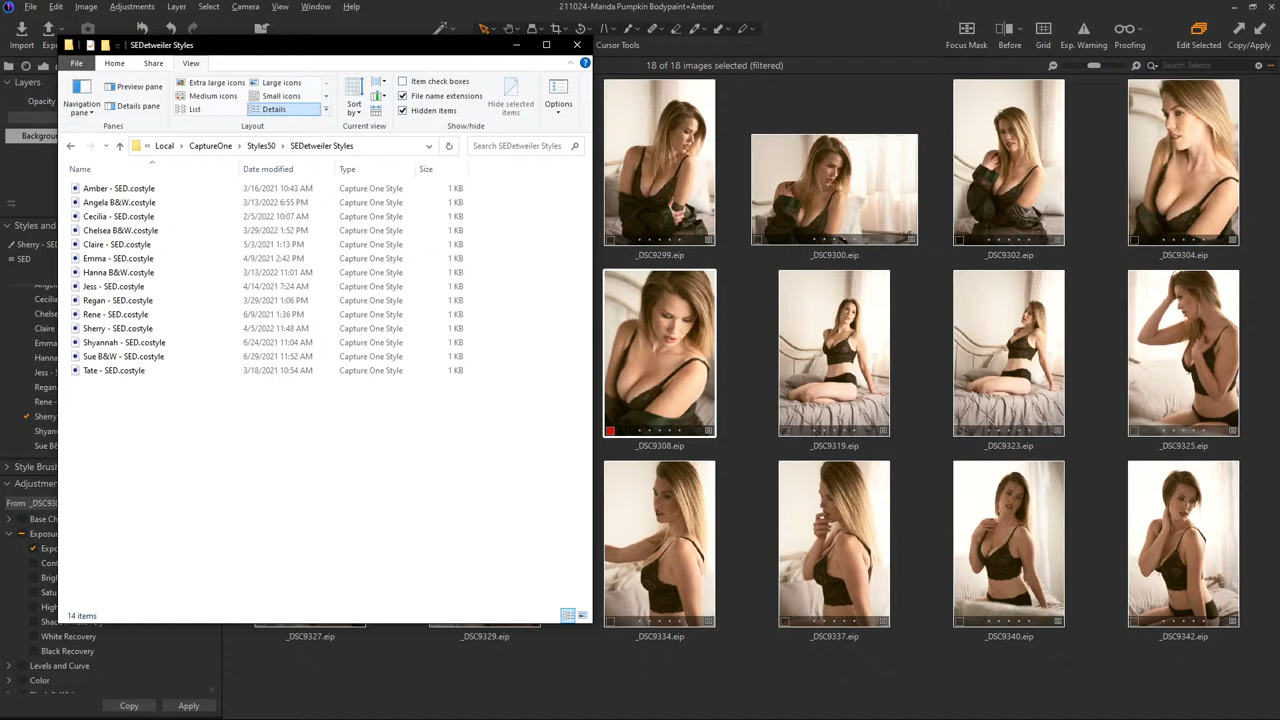 211024-Manda Pumpkin Bodypaint+Amber
File Edit Image Adjustments Layer Select Camera View Window Help
Import
Cursor Tools
Focus Mask Before Grid Exp. Warning Proofing Edit Selected Copy/Apply
18 of 18 images selected (filtered)
Search Selects
Layers
Opacity
Styles and
Sherry - SED
SED
Emma
Jess -
Regan
Rene -
Sherry
Sue B&
Style Brush
Adjustment
From _DSC930
Base Ch
White Recovery
Black Recovery
Levels and Curve
Color
Copy Apply
SEDetweiler Styles
File Home Share View
Navigation pane
Preview pane
Details pane
Panes
Extra large icons Large icons
Medium icons Small icons
List Details
Layout
Sort by
Current view
Item check boxes
File name extensions
Hidden items
Hide selected items
Show/hide
Options
« Local CaptureOne Styles50 SEDetweiler Styles
Search SEDetweiler Styles
Name Date modified Type Size
Amber - SED.costyle 3/16/2021 10:43 AM Capture One Style 1 KB
Angela B&W.costyle 3/13/2022 6:55 PM Capture One Style 1 KB
Cecilia - SED.costyle 2/5/2022 10:07 AM Capture One Style 1 KB
Chelsea B&W.costyle 3/29/2022 1:52 PM Capture One Style 1 KB
Claire - SED.costyle 5/3/2021 1:13 PM Capture One Style 1 KB
Emma - SED.costyle 4/9/2021 2:42 PM Capture One Style 1 KB
Hanna B&W.costyle 3/13/2022 11:01 AM Capture One Style 1 KB
Jess - SED.costyle 4/14/2021 7:24 AM Capture One Style 1 KB
Regan - SED.costyle 3/29/2021 1:06 PM Capture One Style 1 KB
Rene - SED.costyle 6/9/2021 1:36 PM Capture One Style 1 KB
Sherry - SED.costyle 4/5/2022 11:48 AM Capture One Style 1 KB
Shyannah - SED.costyle 6/24/2021 11:04 AM Capture One Style 1 KB
Sue B&W - SED.costyle 6/29/2021 11:52 AM Capture One Style 1 KB
Tate - SED.costyle 3/18/2021 10:54 AM Capture One Style 1 KB
14 items
_DSC9299.eip _DSC9300.eip _DSC9302.eip _DSC9304.eip
_DSC9308.eip _DSC9319.eip _DSC9323.eip _DSC9325.eip
_DSC9327.eip _DSC9329.eip _DSC9334.eip _DSC9337.eip _DSC9340.eip _DSC9342.eip